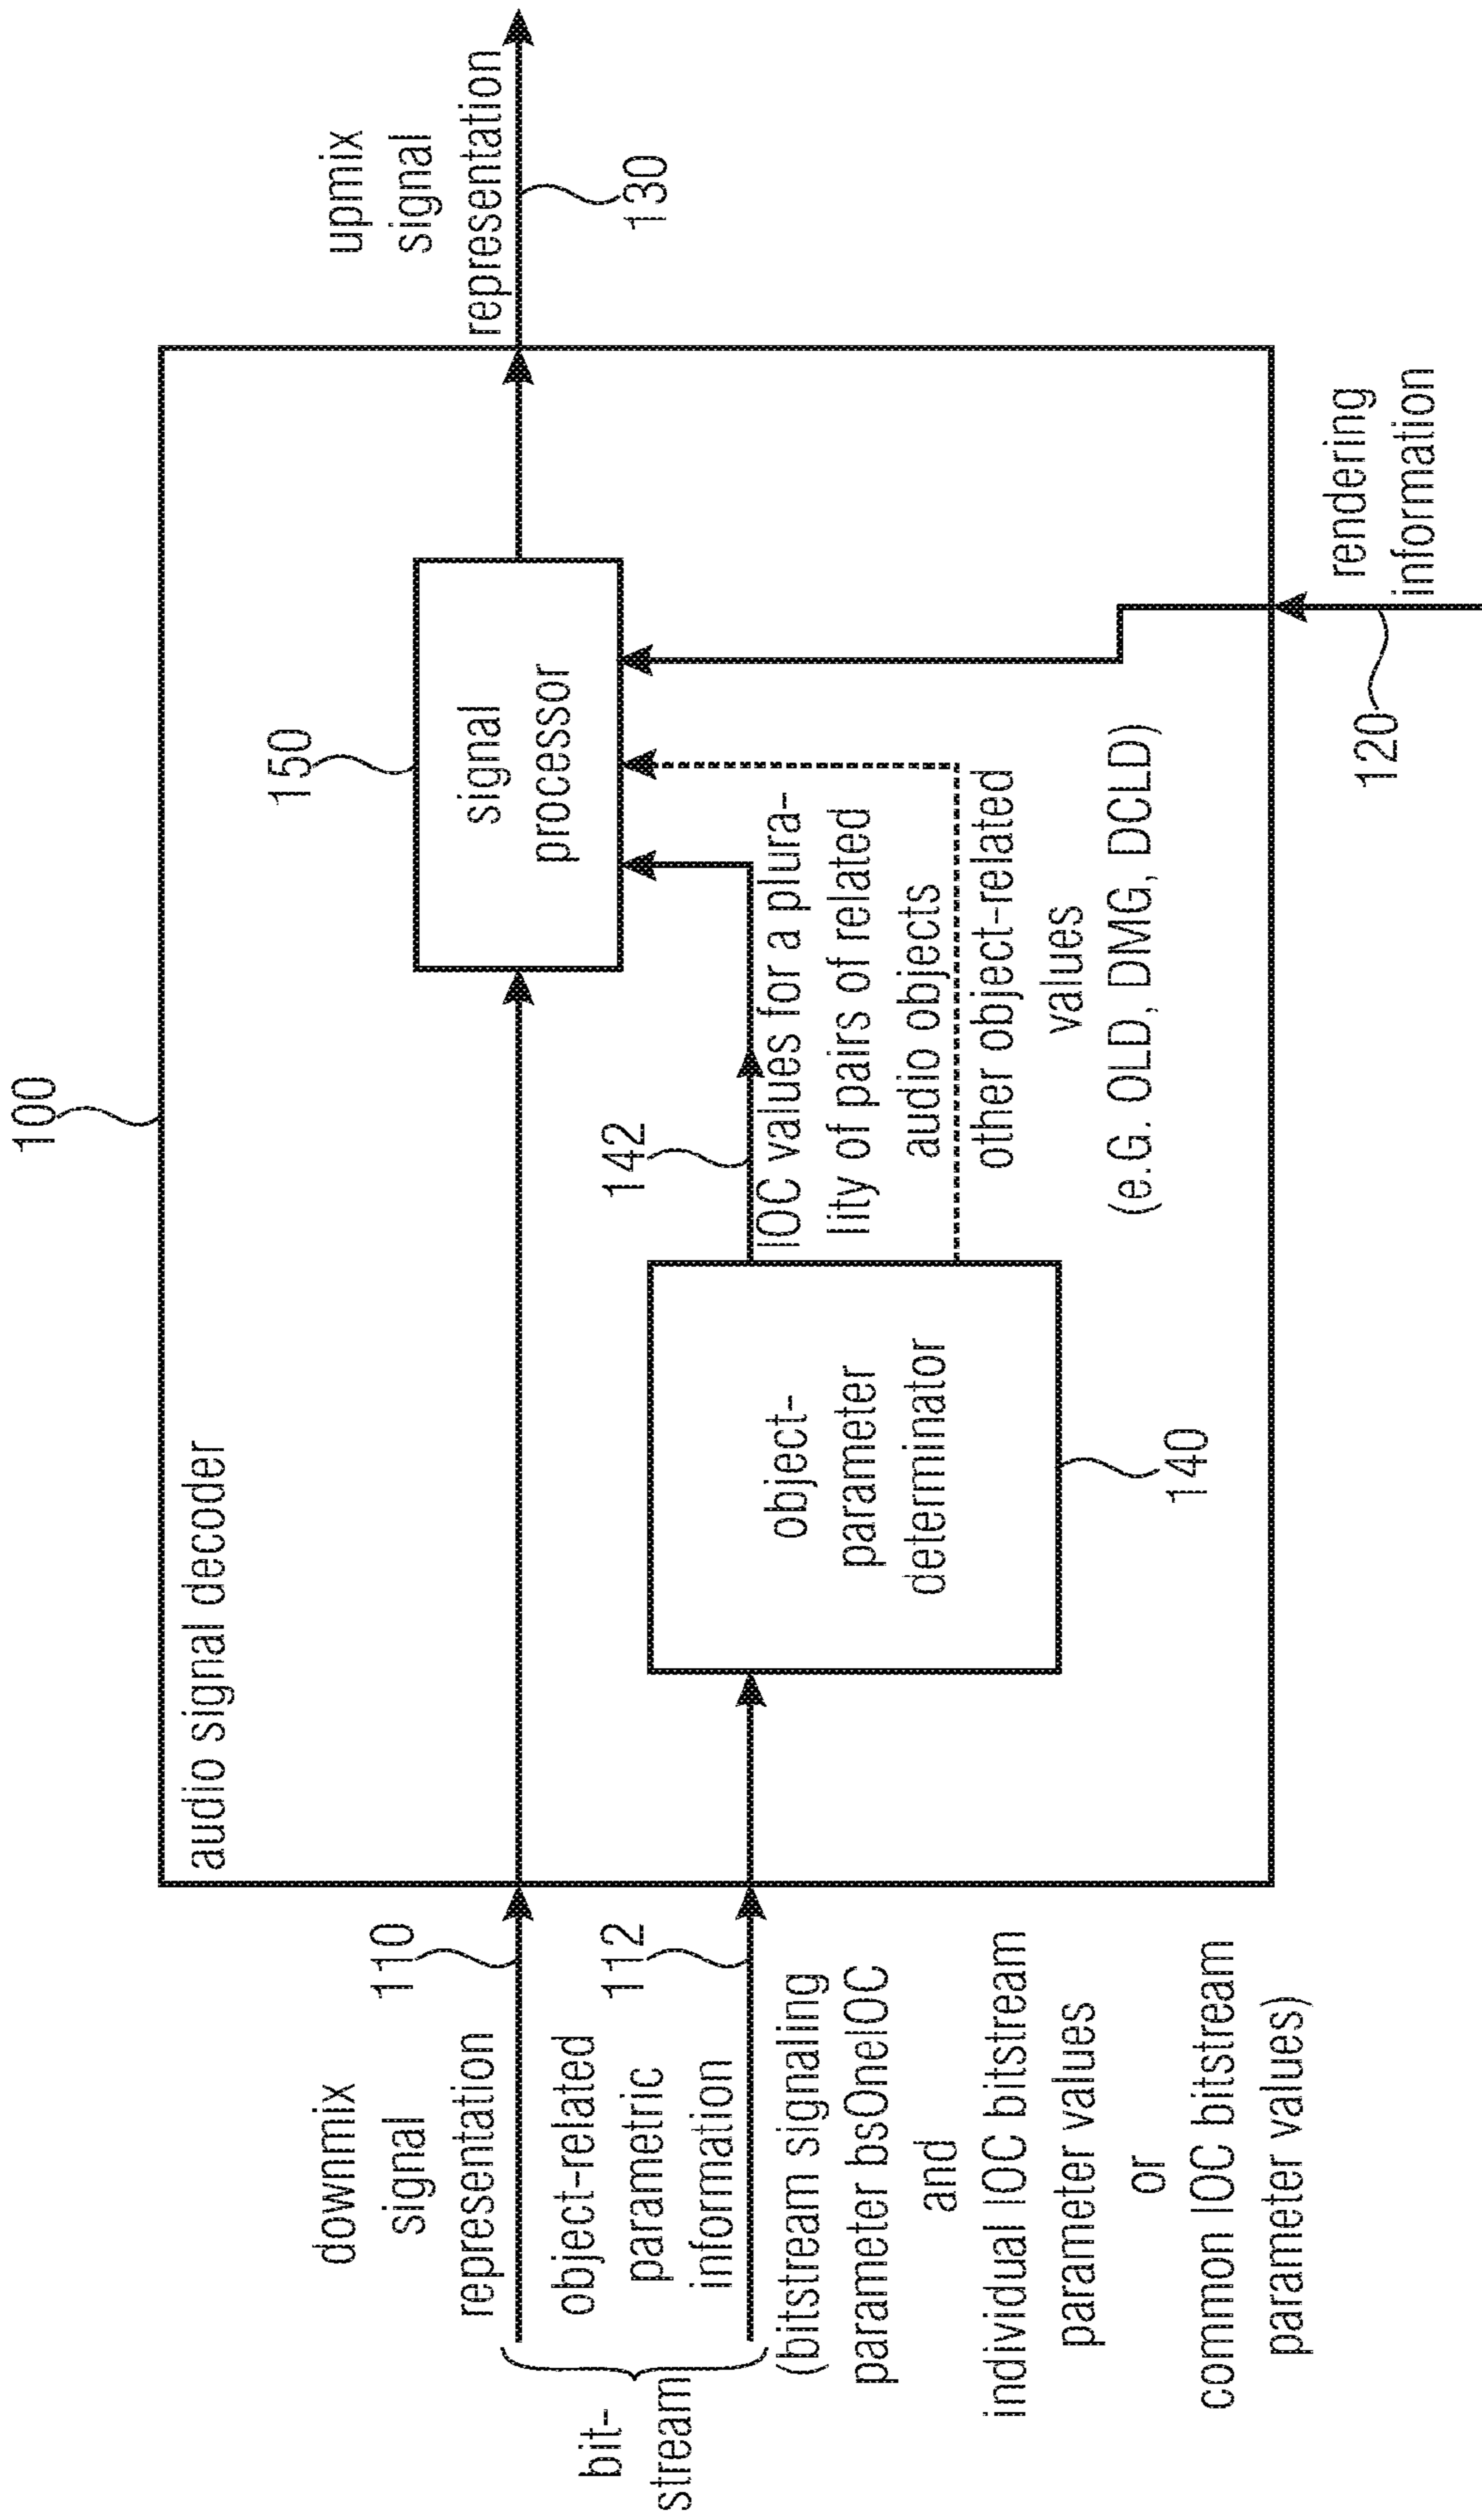 100
audio signal decoder
bit-
stream
downmix
signal
representation
110
object-related
parametric
information
112
(bitstream signaling
parameter bsOneIOC
and
individual IOC bitstream
parameter values
or
common IOC bitstream
parameter values)
object-
parameter
determinator
140
142
IOC values for a plura-
lity of pairs of related
audio objects
other object-related
values
(e.G. OLD, DMG, DCLD)
150
signal
processor
rendering
information
120
upmix
signal
representation
130